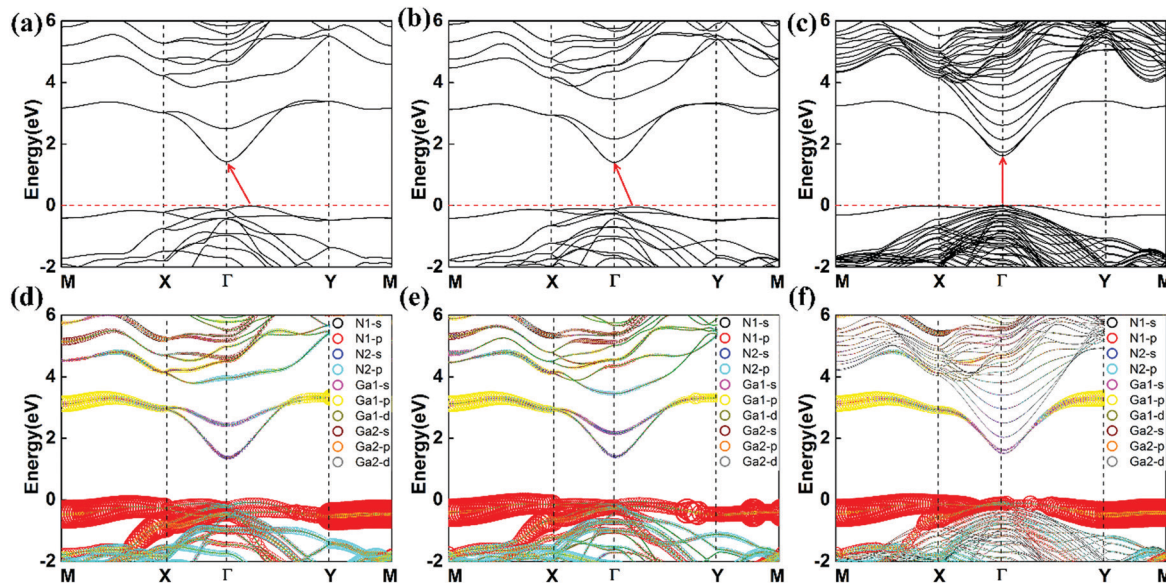 (a)
(b)
(c)
Energy(eV)
6
4
2
0
-2
M X Γ Y M
Energy(eV)
6
4
2
0
-2
M X Γ Y M
Energy(eV)
6
4
2
0
-2
M X Γ Y M
(d)
(e)
(f)
Energy(eV)
6
4
2
0
-2
M X Γ Y M
N1-s
N1-p
N2-s
N2-p
Ga1-s
Ga1-p
Ga1-d
Ga2-s
Ga2-p
Ga2-d
Energy(eV)
6
4
2
0
-2
M X Γ Y M
N1-s
N1-p
N2-s
N2-p
Ga1-s
Ga1-p
Ga1-d
Ga2-s
Ga2-p
Ga2-d
Energy(eV)
6
4
2
0
-2
M X Γ Y M
N1-s
N1-p
N2-s
N2-p
Ga1-s
Ga1-p
Ga1-d
Ga2-s
Ga2-p
Ga2-d